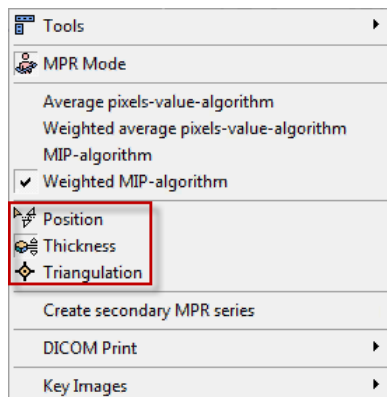 Tools
MPR Mode
Average pixels-value-algorithm
Weighted average pixels-value-algorithm
MIP-algorithm
Weighted MIP-algorithm
Position
Thickness
Triangulation
Create secondary MPR series
DICOM Print
Key Images